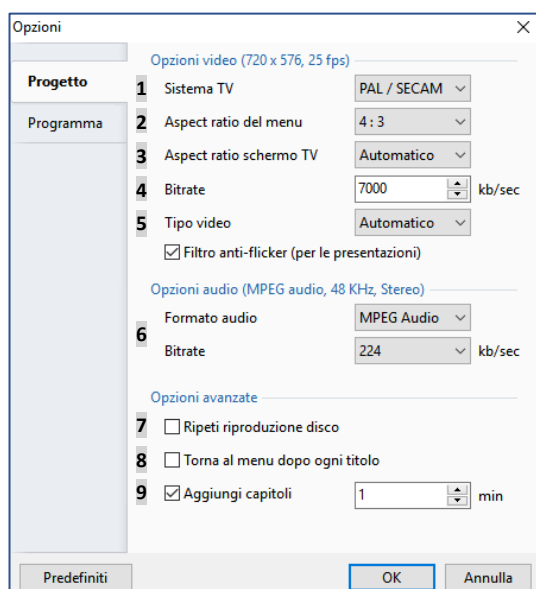 Opzioni
Progetto
Programma
Opzioni video (720 x 576, 25 fps)
1 Sistema TV PAL / SECAM
2 Aspect ratio del menu 4 : 3
3 Aspect ratio schermo TV Automatico
4 Bitrate 7000 kb/sec
5 Tipo video Automatico
Filtro anti-flicker (per le presentazioni)
Opzioni audio (MPEG audio, 48 KHz, Stereo)
Formato audio MPEG Audio
6
Bitrate 224 kb/sec
Opzioni avanzate
7 Ripeti riproduzione disco
8 Torna al menu dopo ogni titolo
9 Aggiungi capitoli 1 min
Predefiniti OK Annulla